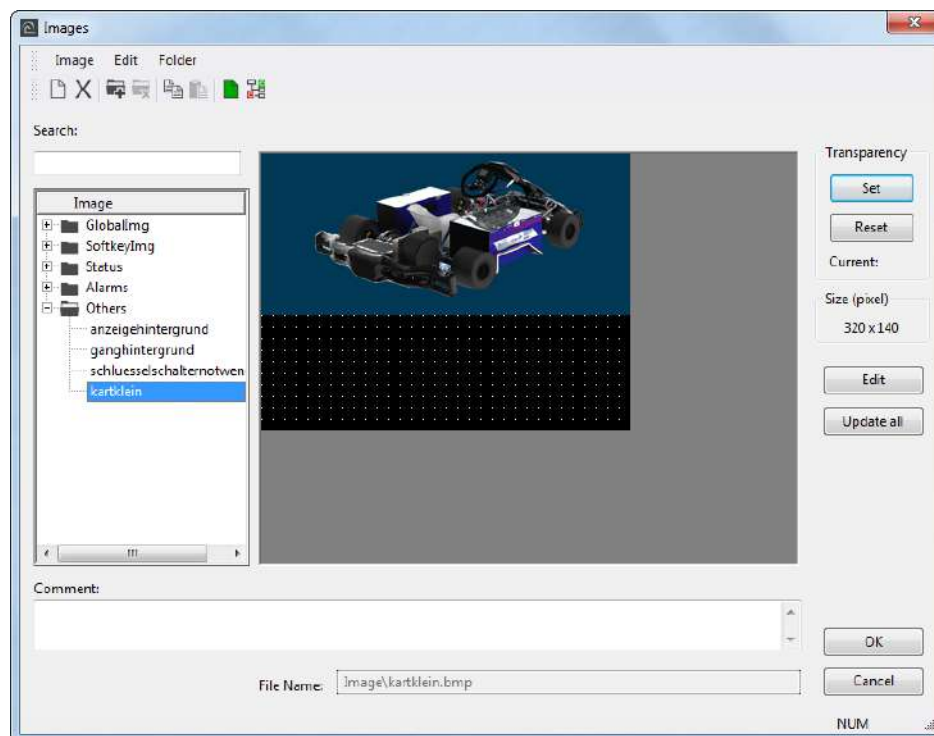 Images
Image Edit Folder
Search:
Transparency
Set
Image
GlobalImg
Reset
SoftkeyImg
Status
Current:
Alarms
Size (pixel)
Others
320 x 140
anzeigehintergrund
ganghintergrund
schluesselschalternotwen
Edit
kartklein
Update all
Comment:
OK
File Name: Image\kartklein.bmp
Cancel
NUM